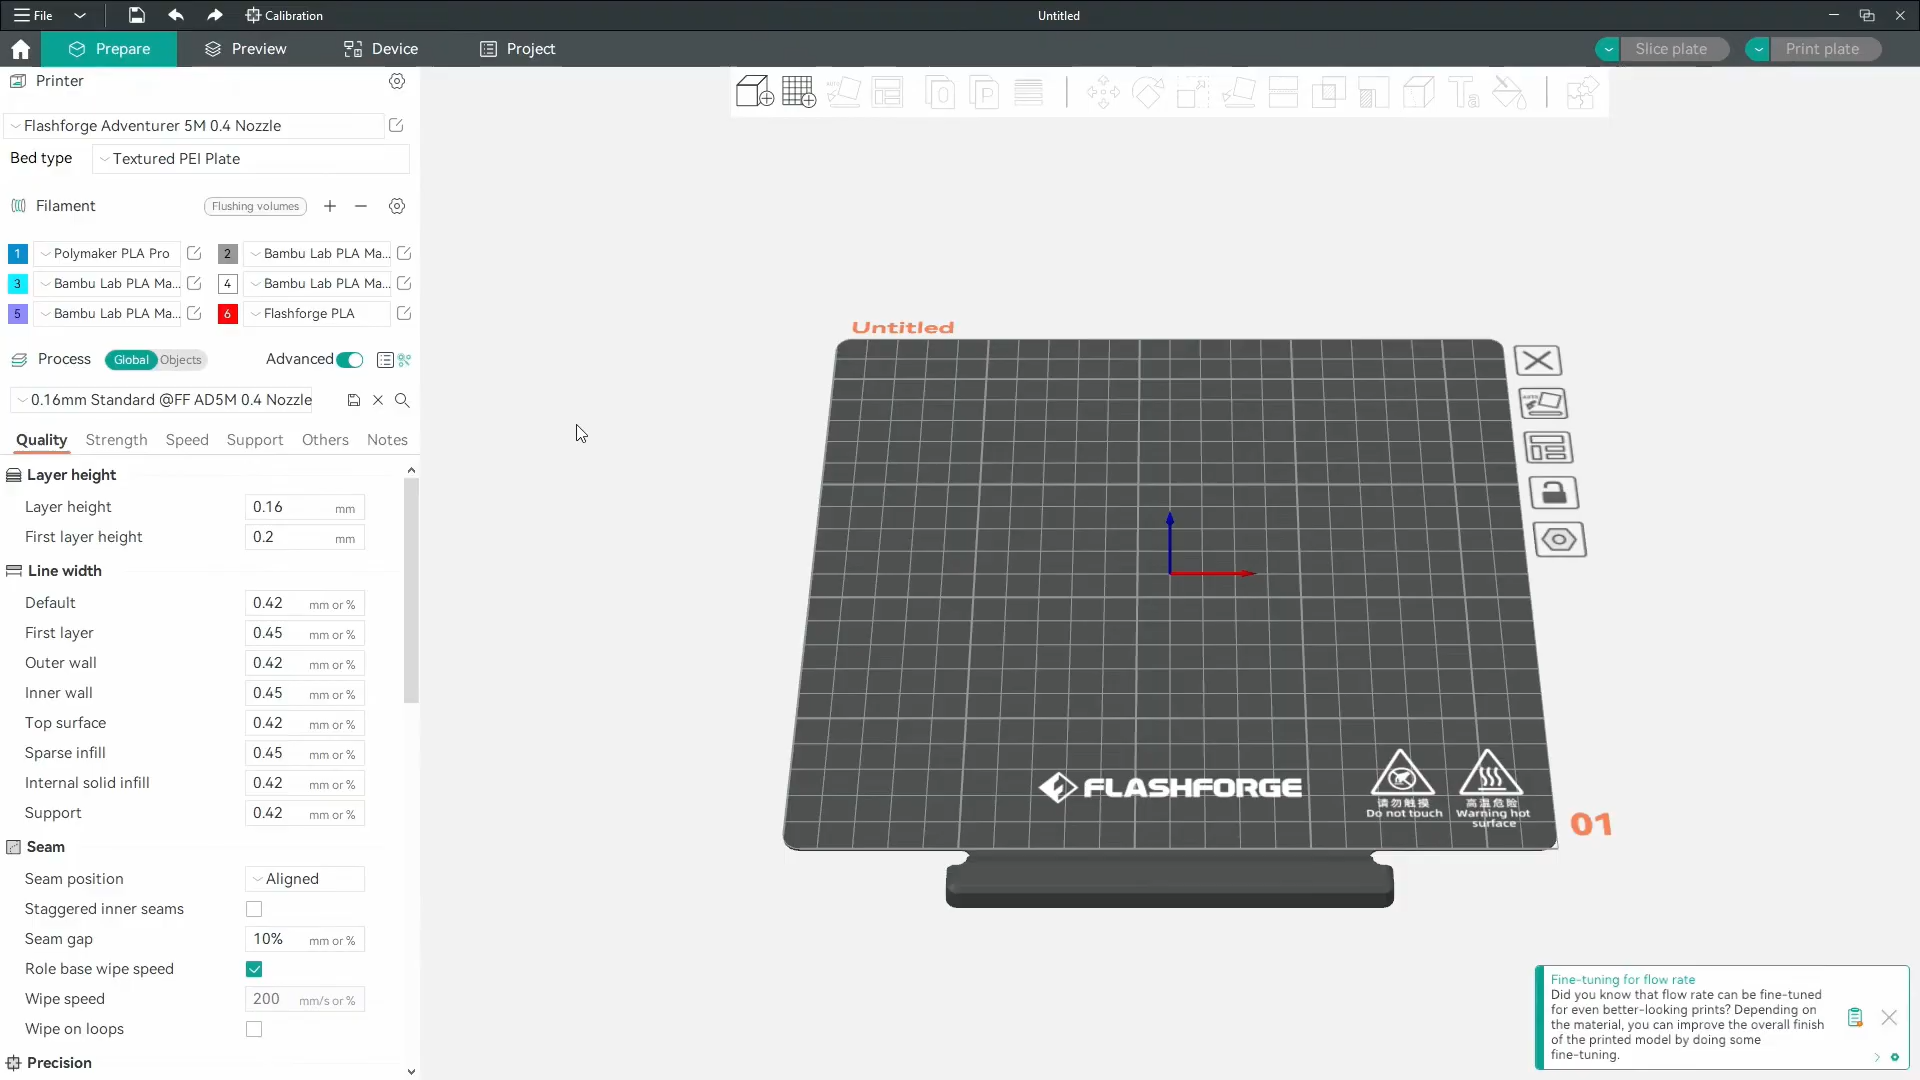 File
Calibration
Untitled
Prepare
Preview
Device
Project
Slice plate
Print plate
Printer
Flashforge Adventurer 5M 0.4 Nozzle
Bed type
Textured PEI Plate
Filament
Flushing volumes
1 Polymaker PLA Pro
2 Bambu Lab PLA Ma...
3 Bambu Lab PLA Ma...
4 Bambu Lab PLA Ma...
5 Bambu Lab PLA Ma...
6 Flashforge PLA
Process
Global
Objects
Advanced
0.16mm Standard @FF AD5M 0.4 Nozzle
Quality
Strength
Speed
Support
Others
Notes
Layer height
Layer height 0.16 mm
First layer height 0.2 mm
Line width
Default 0.42 mm or %
First layer 0.45 mm or %
Outer wall 0.42 mm or %
Inner wall 0.45 mm or %
Top surface 0.42 mm or %
Sparse infill 0.45 mm or %
Internal solid infill 0.42 mm or %
Support 0.42 mm or %
Seam
Seam position Aligned
Staggered inner seams
Seam gap 10% mm or %
Role base wipe speed
Wipe speed 200 mm/s or %
Wipe on loops
Precision
Untitled
AUTO
FLASHFORGE
请勿触摸
Do not touch
高温危险
Warning hot
surface
01
Fine-tuning for flow rate
Did you know that flow rate can be fine-tuned
for even better-looking prints? Depending on
the material, you can improve the overall finish
of the printed model by doing some
fine-tuning.